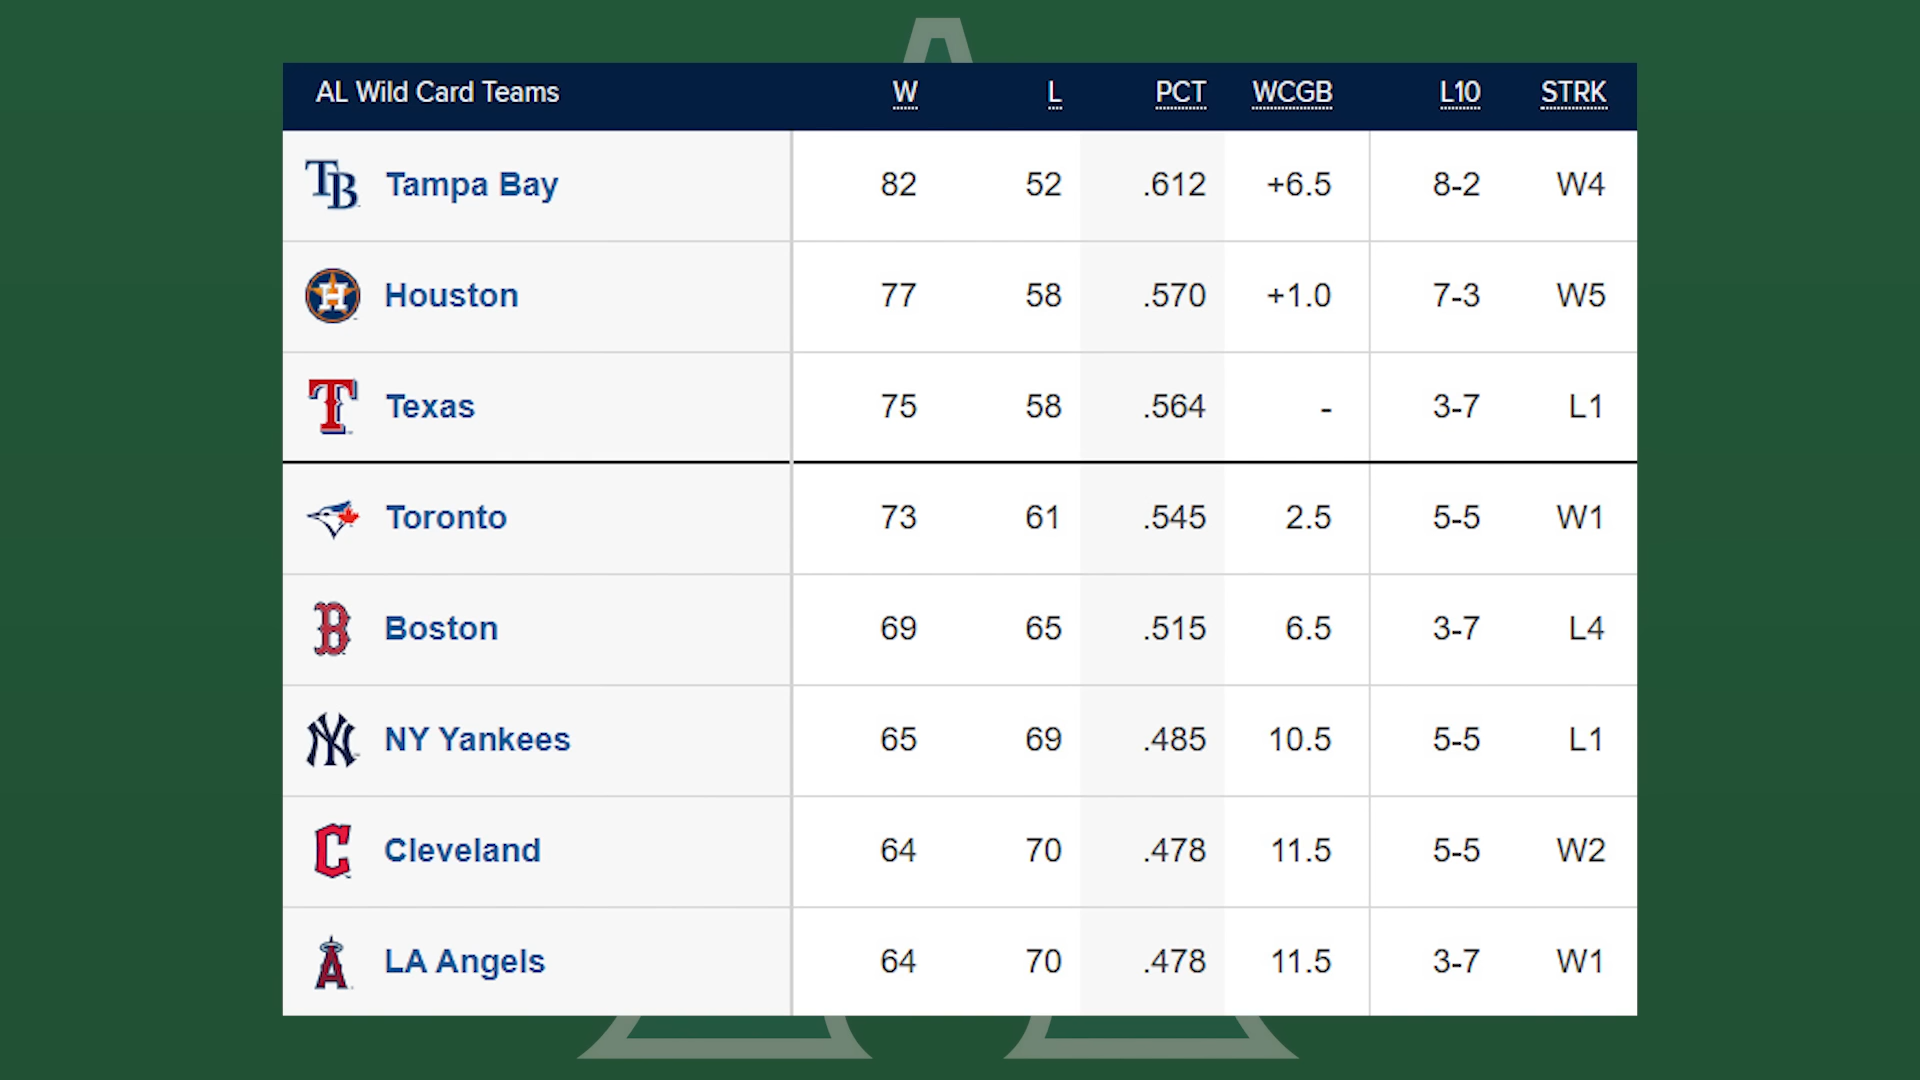 AL Wild Card Teams W L PCT WCGB L10 STRK
TB Tampa Bay 82 52 .612 +6.5 8-2 W4
H Houston 77 58 .570 +1.0 7-3 W5
T Texas 75 58 .564 - 3-7 L1
Toronto 73 61 .545 2.5 5-5 W1
B Boston 69 65 .515 6.5 3-7 L4
NY NY Yankees 65 69 .485 10.5 5-5 L1
C Cleveland 64 70 .478 11.5 5-5 W2
A LA Angels 64 70 .478 11.5 3-7 W1